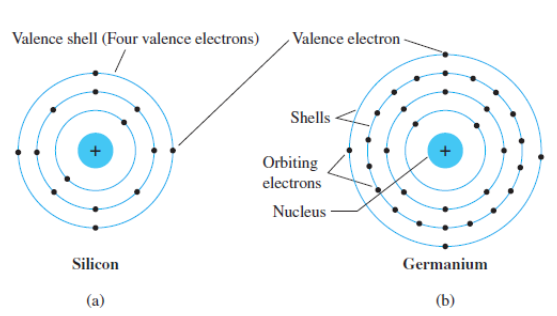 Valence shell (Four valence electrons)
Valence electron
Shells
Orbiting
electrons
Nucleus
+
+
Silicon
Germanium
(a)
(b)